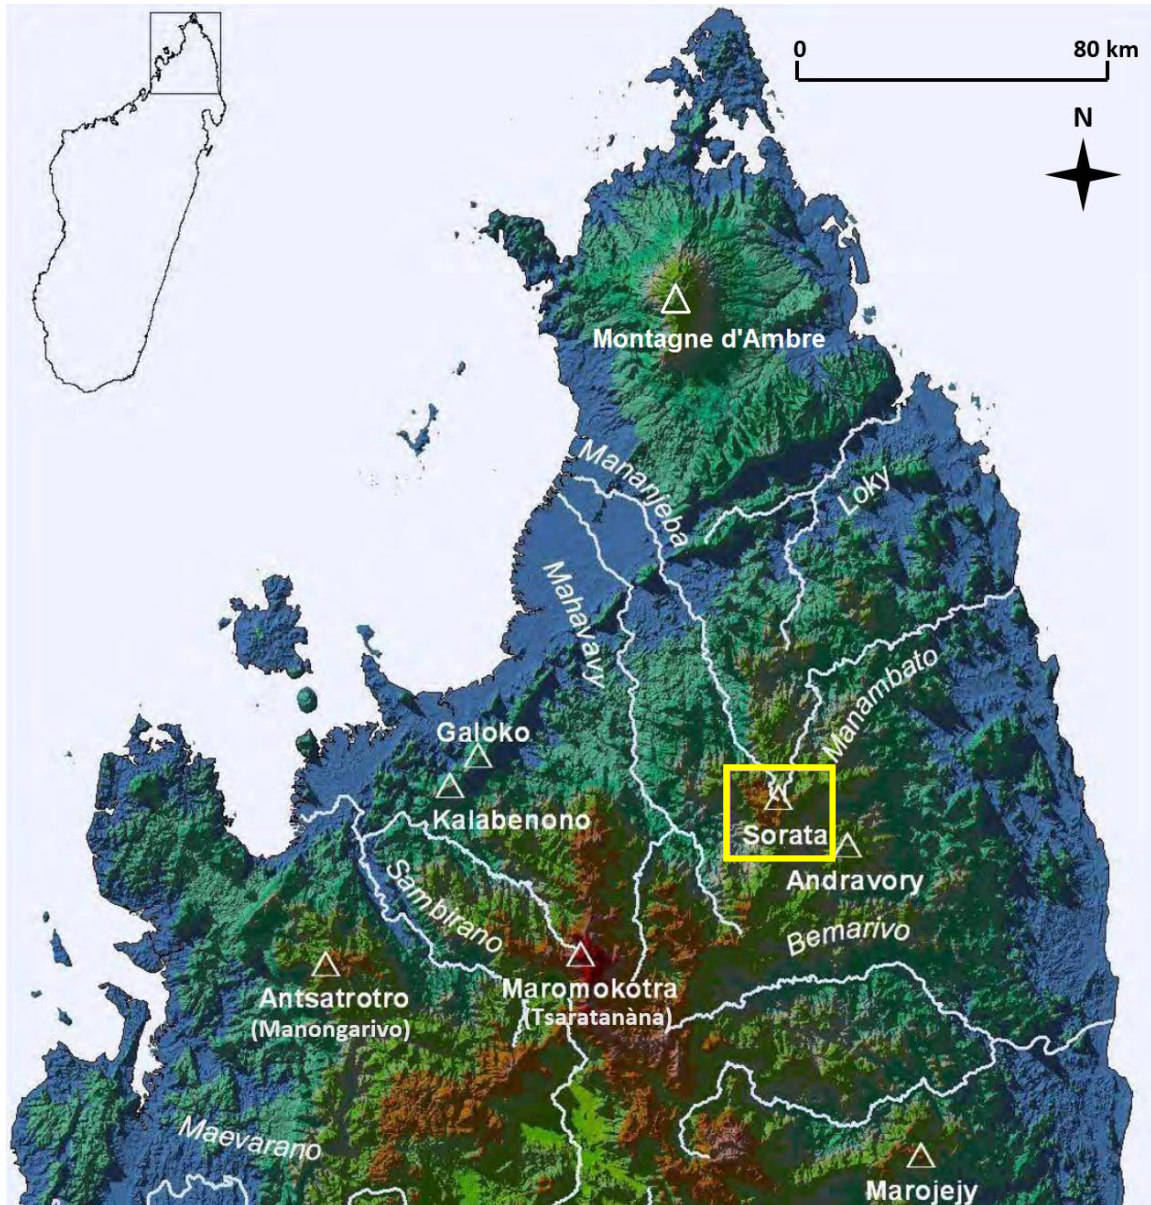 0 80 km
N
Montagne d'Ambre
Mananjeba
Loky
Mahavavy
Manambato
Galoko
Kalabenono
Sorata
Andravory
Sambirano
Bemarivo
Maromokotra
(Tsaratanàna)
Antsatrotro
(Manongarivo)
Maevarano
Marojejy